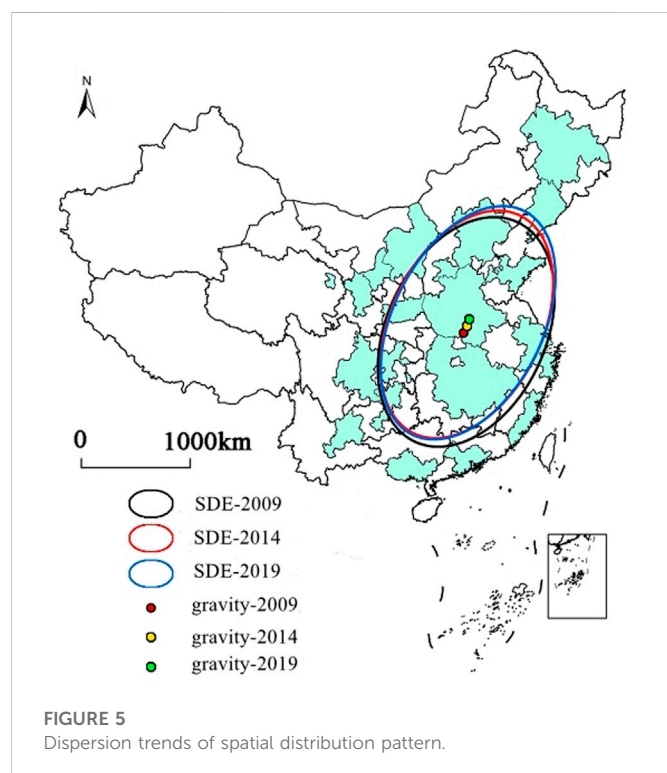 N
0 1000km
SDE-2009
SDE-2014
SDE-2019
gravity-2009
gravity-2014
gravity-2019
FIGURE 5
Dispersion trends of spatial distribution pattern.